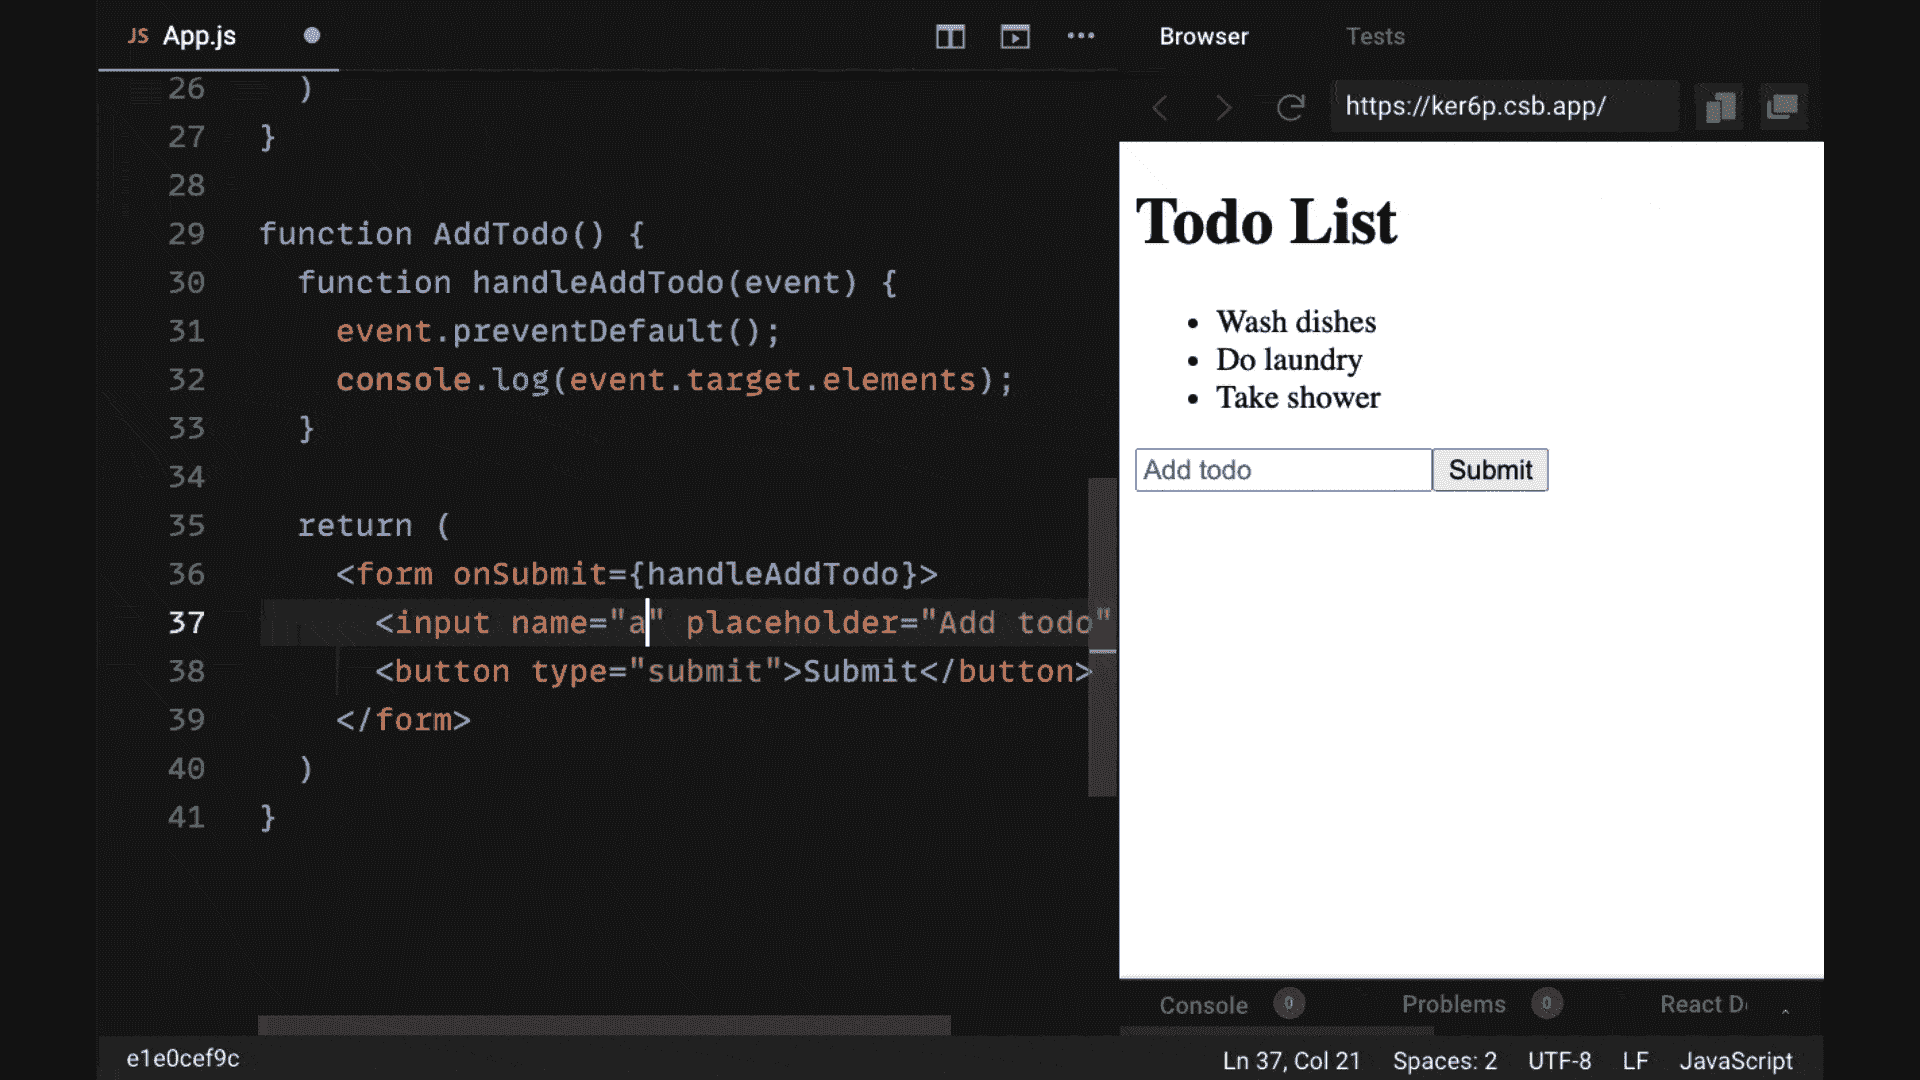 JS App.js
26 )
27 }
28
29 function AddTodo() {
30 function handleAddTodo(event) {
31 event.preventDefault();
32 console.log(event.target.elements);
33 }
34
35 return (
36 <form onSubmit={handleAddTodo}>
37 <input name="a" placeholder="Add todo"
38 <button type="submit">Submit</button>
39 </form>
40 )
41 }
e1e0cef9c
Browser Tests
https://ker6p.csb.app/
Todo List
• Wash dishes
• Do laundry
• Take shower
Add todo Submit
Console 0 Problems 0 React D
Ln 37, Col 21 Spaces: 2 UTF-8 LF JavaScript